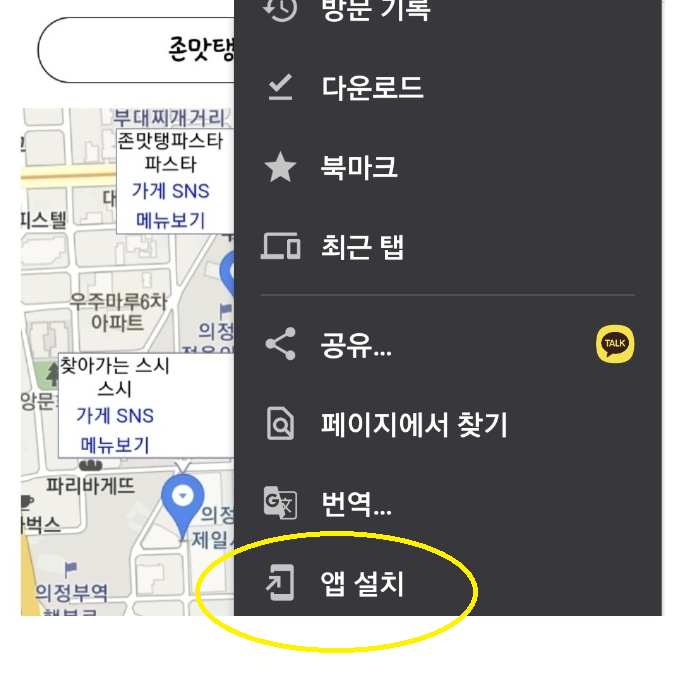 방문 기록
존맛탱
다운로드
부대찌개거리
존맛탱파스타
파스타
가게 SNS
메뉴보기
북마크
피스텔
최근 탭
우주마루6차
아파트
의정
공유...
TALK
찾아가는 스시
스시
가게 SNS
메뉴보기
앙문
페이지에서 찾기
파리바게뜨
벅스
번역...
의정
제일
앱 설치
의정부역